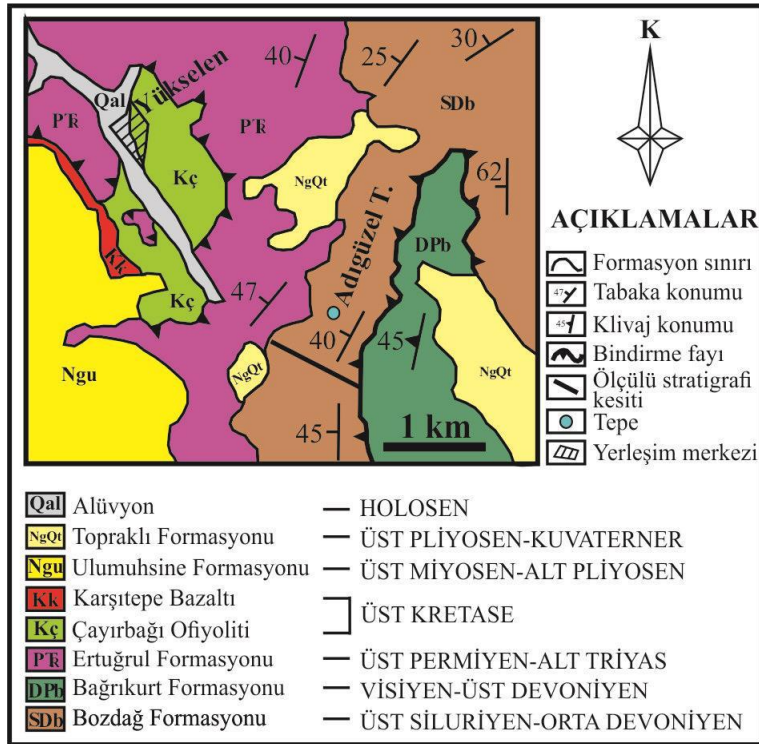 K
40
25
30
Qal
Yükselen
PTR
PTR
SDb
Kç
NgQt
62
DPb
Kk
Kç
47
Adıgüzel T.
40
45
Ngu
NgQt
NgQt
45
1 km
AÇIKLAMALAR
Formasyon sınırı
47 Tabaka konumu
45 Klivaj konumu
Bindirme fayı
Ölçülü stratigrafi
kesiti
Tepe
Yerleşim merkezi
Qal Alüvyon — HOLOSEN
NgQt Topraklı Formasyonu — ÜST PLİYOSEN-KUVATERNER
Ngu Ulumuhsine Formasyonu — ÜST MİYOSEN-ALT PLİYOSEN
Kk Karşıtepe Bazaltı
ÜST KRETASE
Kç Çayırbağı Ofiyoliti
PTR Ertuğrul Formasyonu — ÜST PERMİYEN-ALT TRİYAS
DPb Bağrıkurt Formasyonu — VİSİYEN-ÜST DEVONİYEN
SDb Bozdağ Formasyonu — ÜST SİLURİYEN-ORTA DEVONİYEN